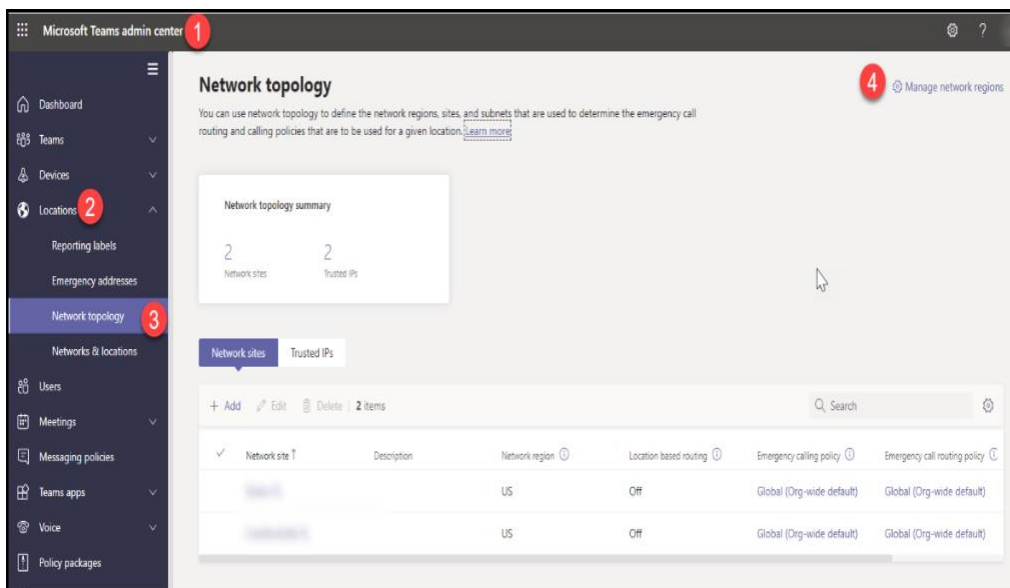 Microsoft Teams admin center
1
?
Dashboard
Teams
Devices
Locations
2
Reporting labels
Emergency addresses
Network topology
3
Networks & locations
Users
Meetings
Messaging policies
Teams apps
Voice
Policy packages
Network topology
4
Manage network regions
You can use network topology to define the network regions, sites, and subnets that are used to determine the emergency call
routing and calling policies that are to be used for a given location. Learn more
Network topology summary
2
2
Network sites
Trusted IPs
Network sites
Trusted IPs
+ Add
Edit
Delete
2 items
Search
Network site ↑
Description
Network region
Location based routing
Emergency calling policy
Emergency call routing policy
US
Off
Global (Org-wide default)
Global (Org-wide default)
US
Off
Global (Org-wide default)
Global (Org-wide default)